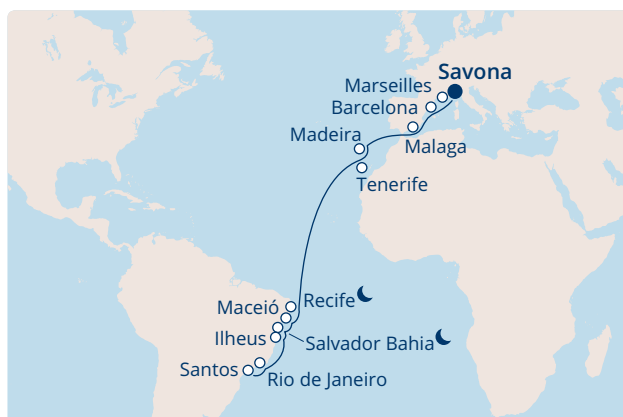 Savona
Marseilles
Barcelona
Malaga
Madeira
Tenerife
Recife
Maceió
Ilheus
Salvador Bahia
Santos
Rio de Janeiro